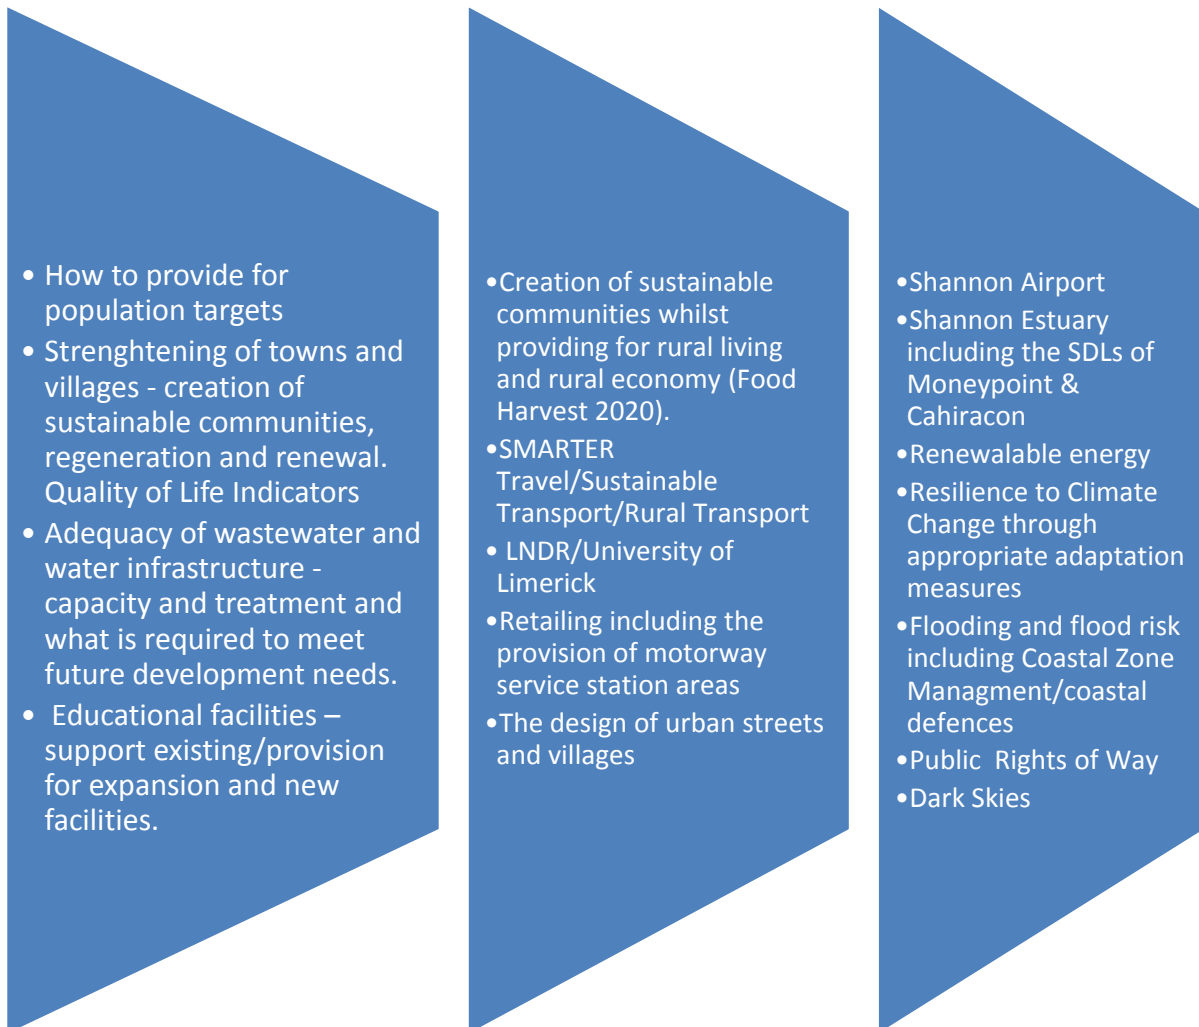 • How to provide for
population targets
• Strenghtening of towns and
villages - creation of
sustainable communities,
regeneration and renewal.
Quality of Life Indicators
• Adequacy of wastewater and
water infrastructure -
capacity and treatment and
what is required to meet
future development needs.
• Educational facilities –
support existing/provision
for expansion and new
facilities.
•Creation of sustainable
communities whilst
providing for rural living
and rural economy (Food
Harvest 2020).
•SMARTER
Travel/Sustainable
Transport/Rural Transport
• LNDR/University of
Limerick
•Retailing including the
provision of motorway
service station areas
•The design of urban streets
and villages
•Shannon Airport
•Shannon Estuary
including the SDLs of
Moneypoint &
Cahiracon
•Renewalable energy
•Resilience to Climate
Change through
appropriate adaptation
measures
•Flooding and flood risk
including Coastal Zone
Managment/coastal
defences
•Public Rights of Way
•Dark Skies